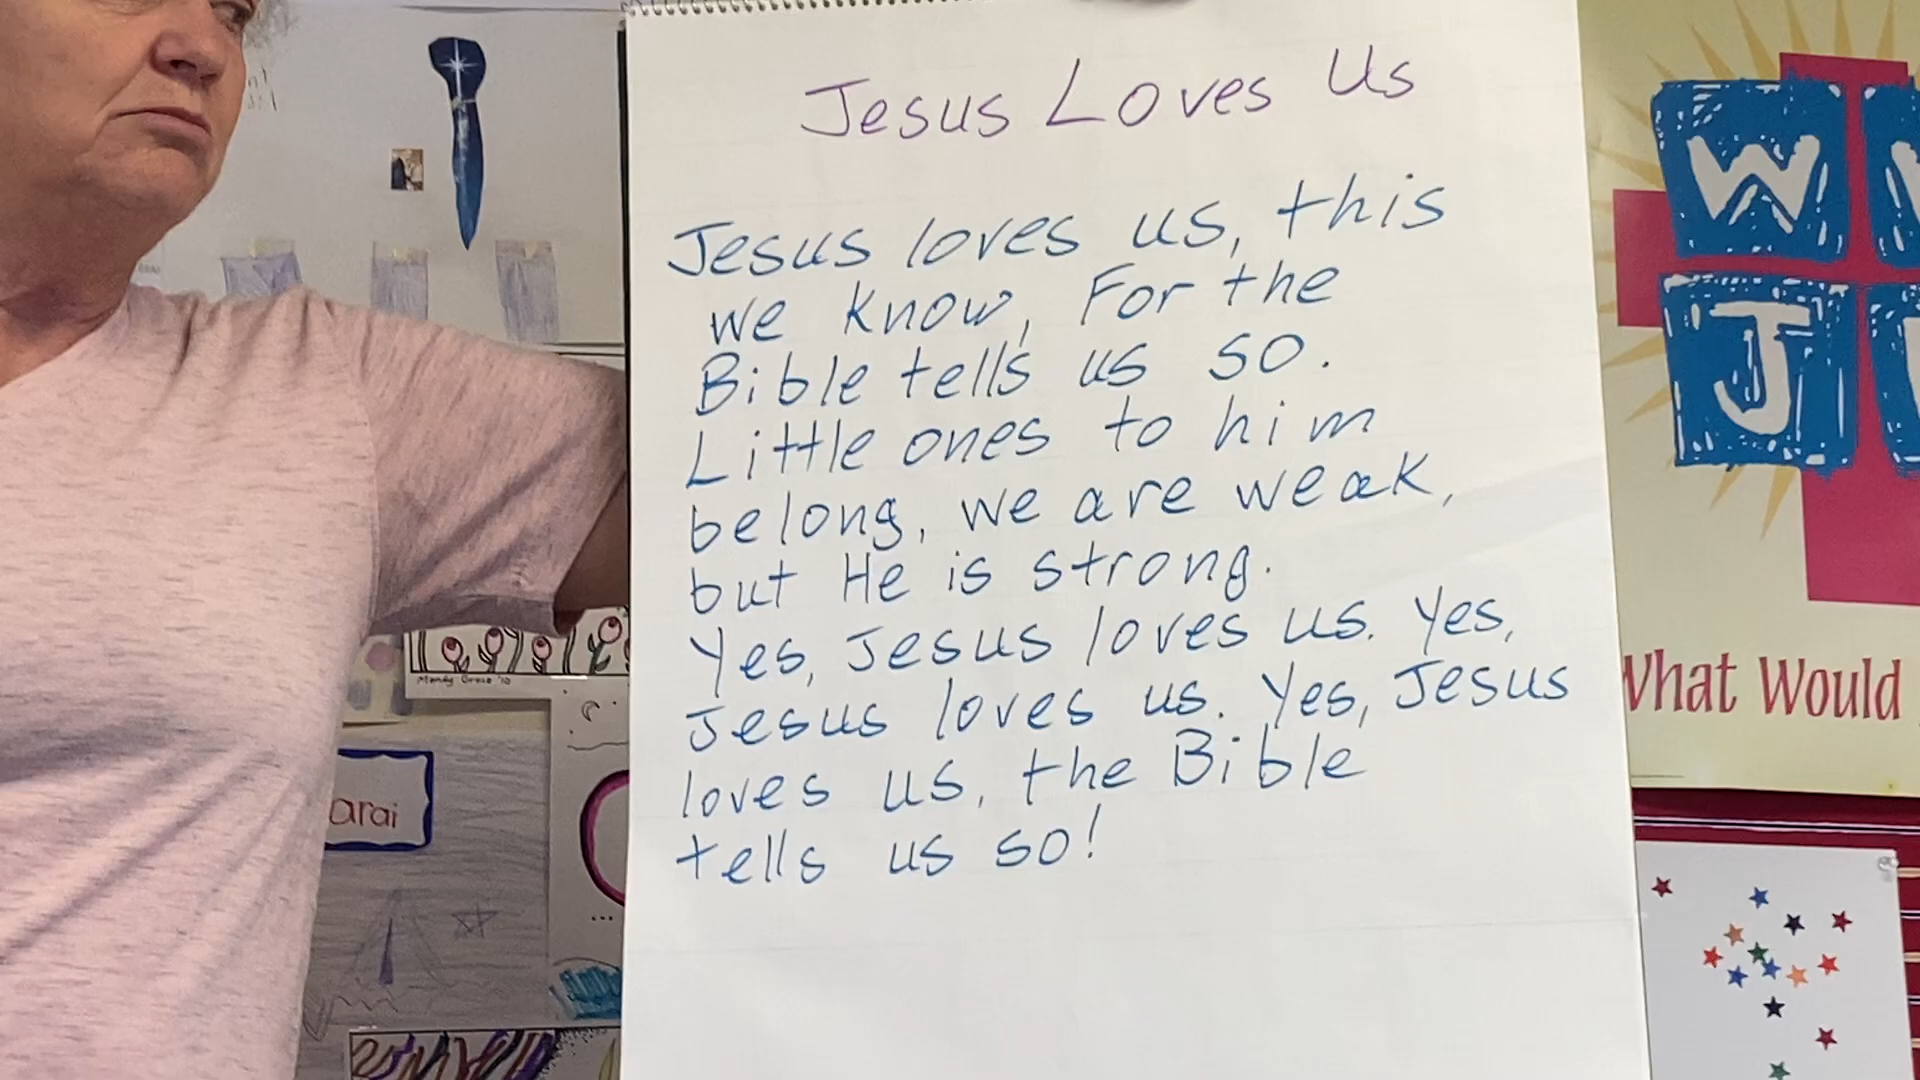 Jesus Loves Us
Jesus loves us, this
we know, For the
Bible tells us so.
Little ones to him
belong, we are weak,
but He is strong.
Yes, Jesus loves us. Yes,
Jesus loves us. Yes, Jesus
loves us, the Bible
tells us so!
W
J
What Would
arai